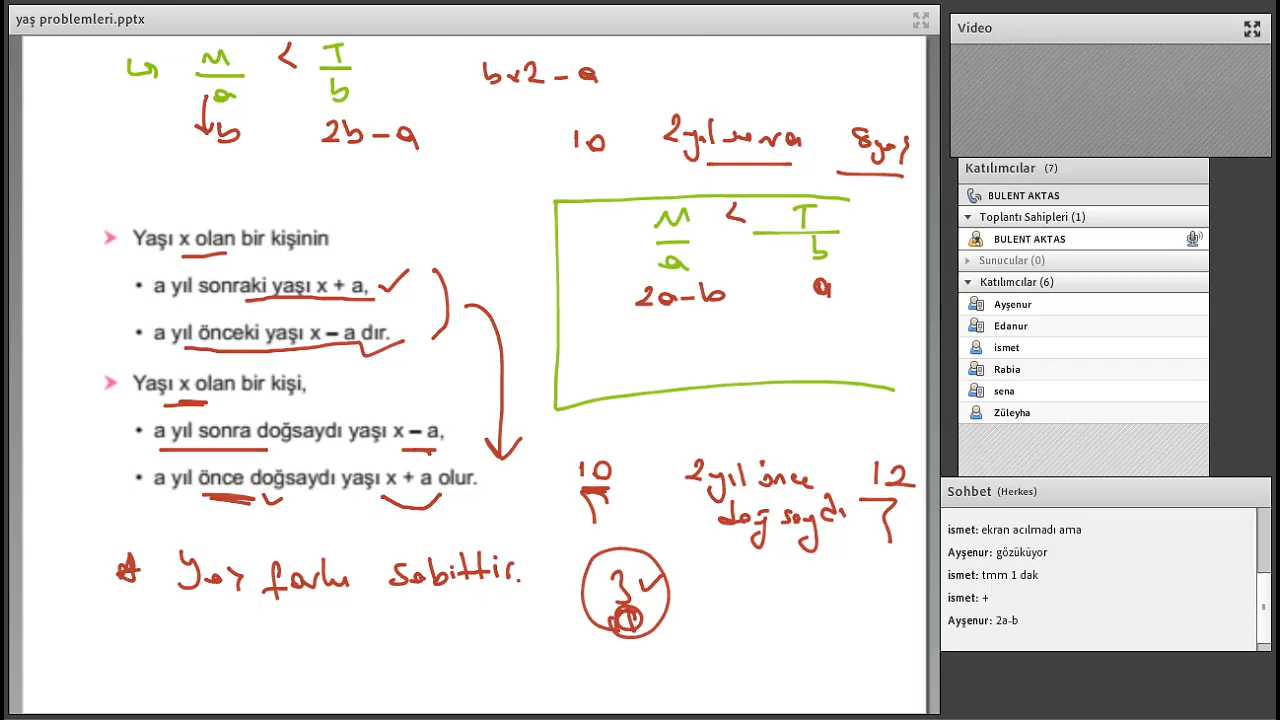 yaş problemleri.pptx
M < T
a b
b 2b - a
b x 2 - a
10 2 yıl sonra 8 yaş
Yaşı x olan bir kişinin
• a yıl sonraki yaşı x + a,
• a yıl önceki yaşı x – a dır.
Yaşı x olan bir kişi,
• a yıl sonra doğsaydı yaşı x – a,
• a yıl önce doğsaydı yaşı x + a olur.
M < T
a b
2a - b a
10 2 yıl önce 12
doğsaydı
Yaş farkı sabittir.
3
Video
Katılımcılar (7)
BULENT AKTAS
Toplantı Sahipleri (1)
BULENT AKTAS
Sunucular (0)
Katılımcılar (6)
Ayşenur
Edanur
ismet
Rabia
sena
Züleyha
Sohbet (Herkes)
ismet: ekran acılmadı ama
Ayşenur: gözüküyor
ismet: tmm 1 dak
ismet: +
Ayşenur: 2a-b